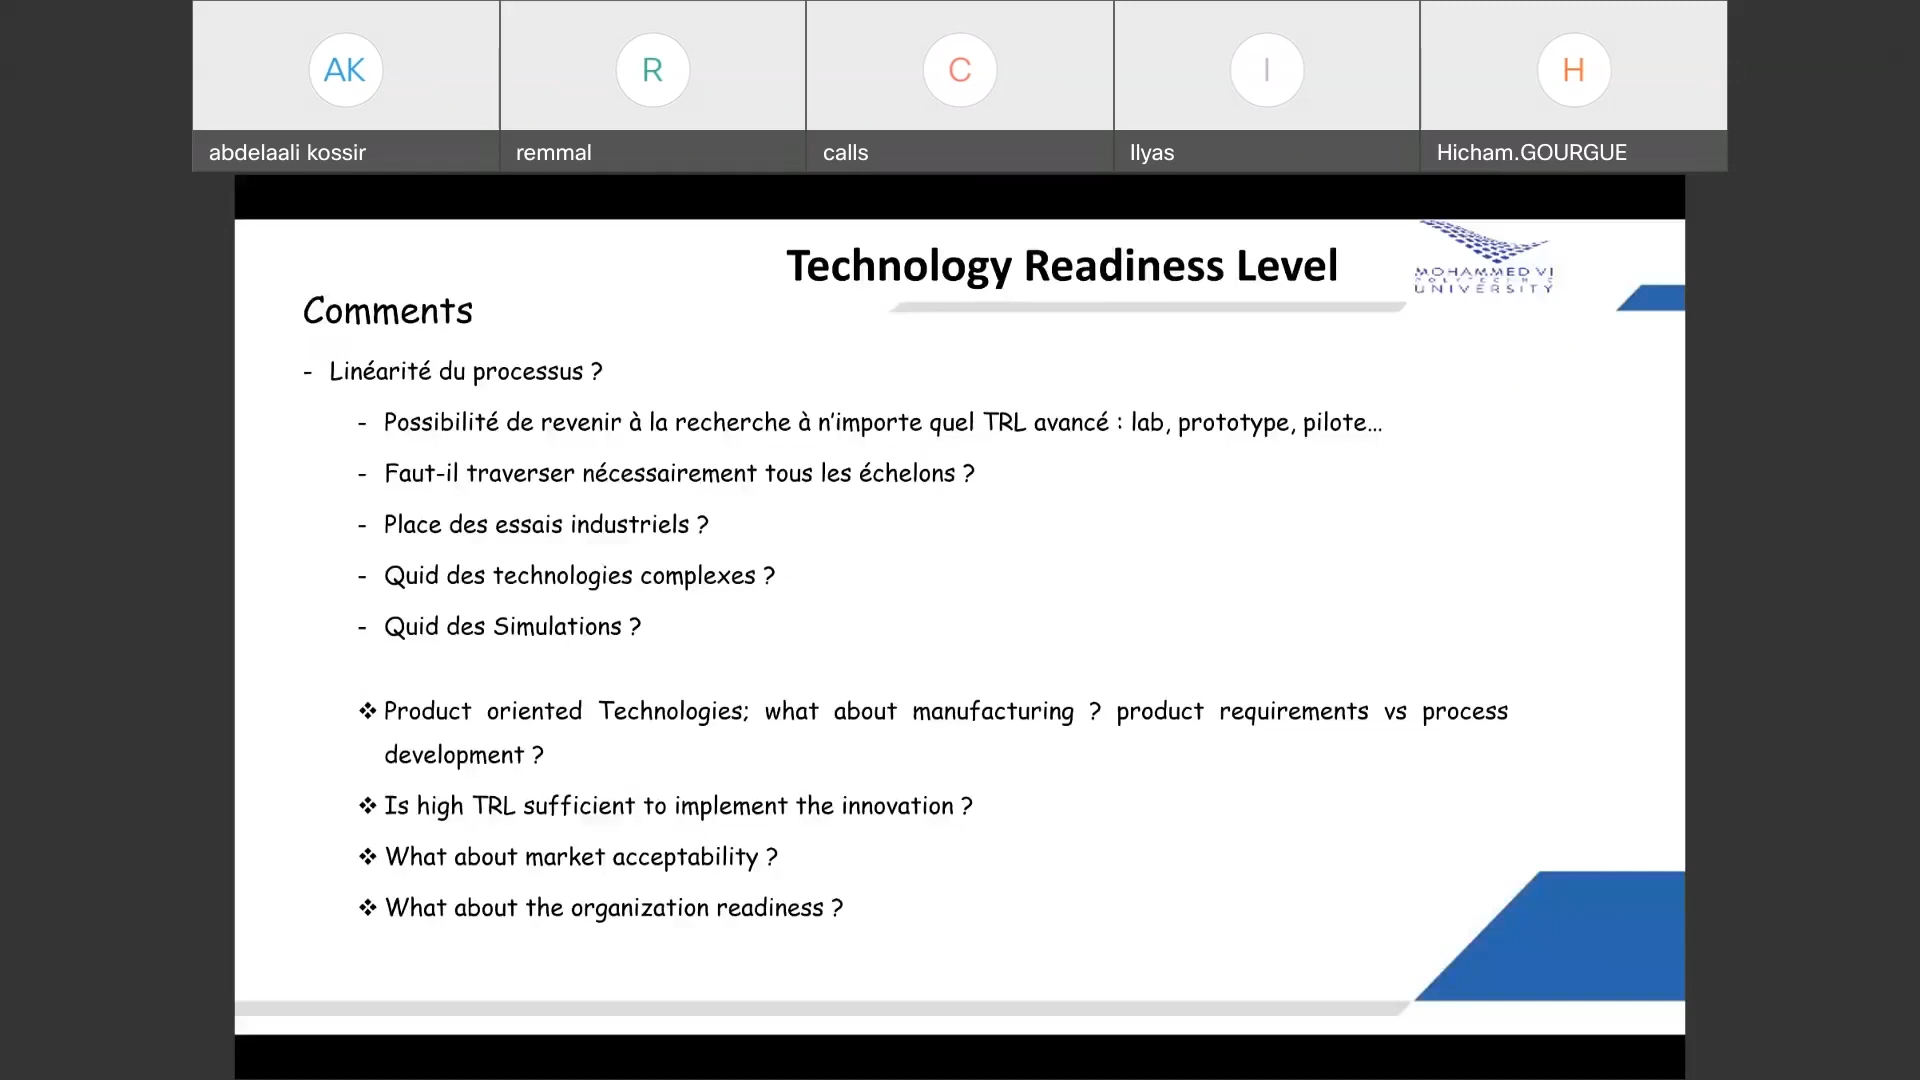 AK
R
C
I
H
abdelaali kossir
remmal
calls
Ilyas
Hicham.GOURGUE
Technology Readiness Level
MOHAMMED VI
POLYTECHNIC
UNIVERSITY
Comments
- Linéarité du processus ?
- Possibilité de revenir à la recherche à n'importe quel TRL avancé : lab, prototype, pilote...
- Faut-il traverser nécessairement tous les échelons ?
- Place des essais industriels ?
- Quid des technologies complexes ?
- Quid des Simulations ?
❖ Product oriented Technologies; what about manufacturing ? product requirements vs process
development ?
❖ Is high TRL sufficient to implement the innovation ?
❖ What about market acceptability ?
❖ What about the organization readiness ?